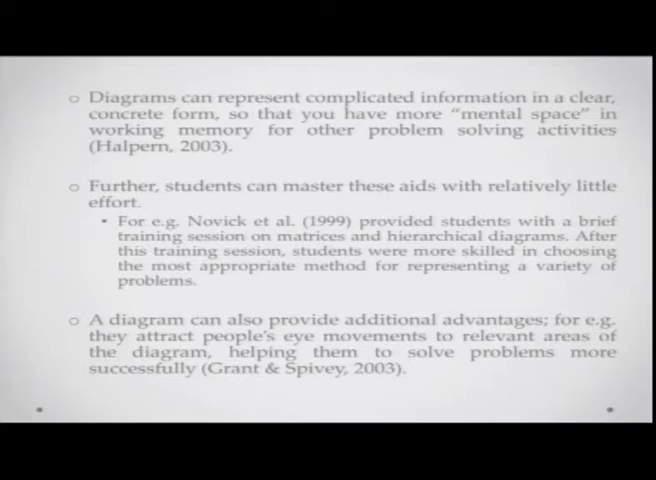 Diagrams can represent complicated information in a clear,
concrete form, so that you have more "mental space" in
working memory for other problem solving activities
(Halpern, 2003).
Further, students can master these aids with relatively little
effort.
For e.g. Novick et al. (1999) provided students with a brief
training session on matrices and hierarchical diagrams. After
this training session, students were more skilled in choosing
the most appropriate method for representing a variety of
problems.
A diagram can also provide additional advantages; for e.g.
they attract people's eye movements to relevant areas of
the diagram, helping them to solve problems more
successfully (Grant & Spivey, 2003).